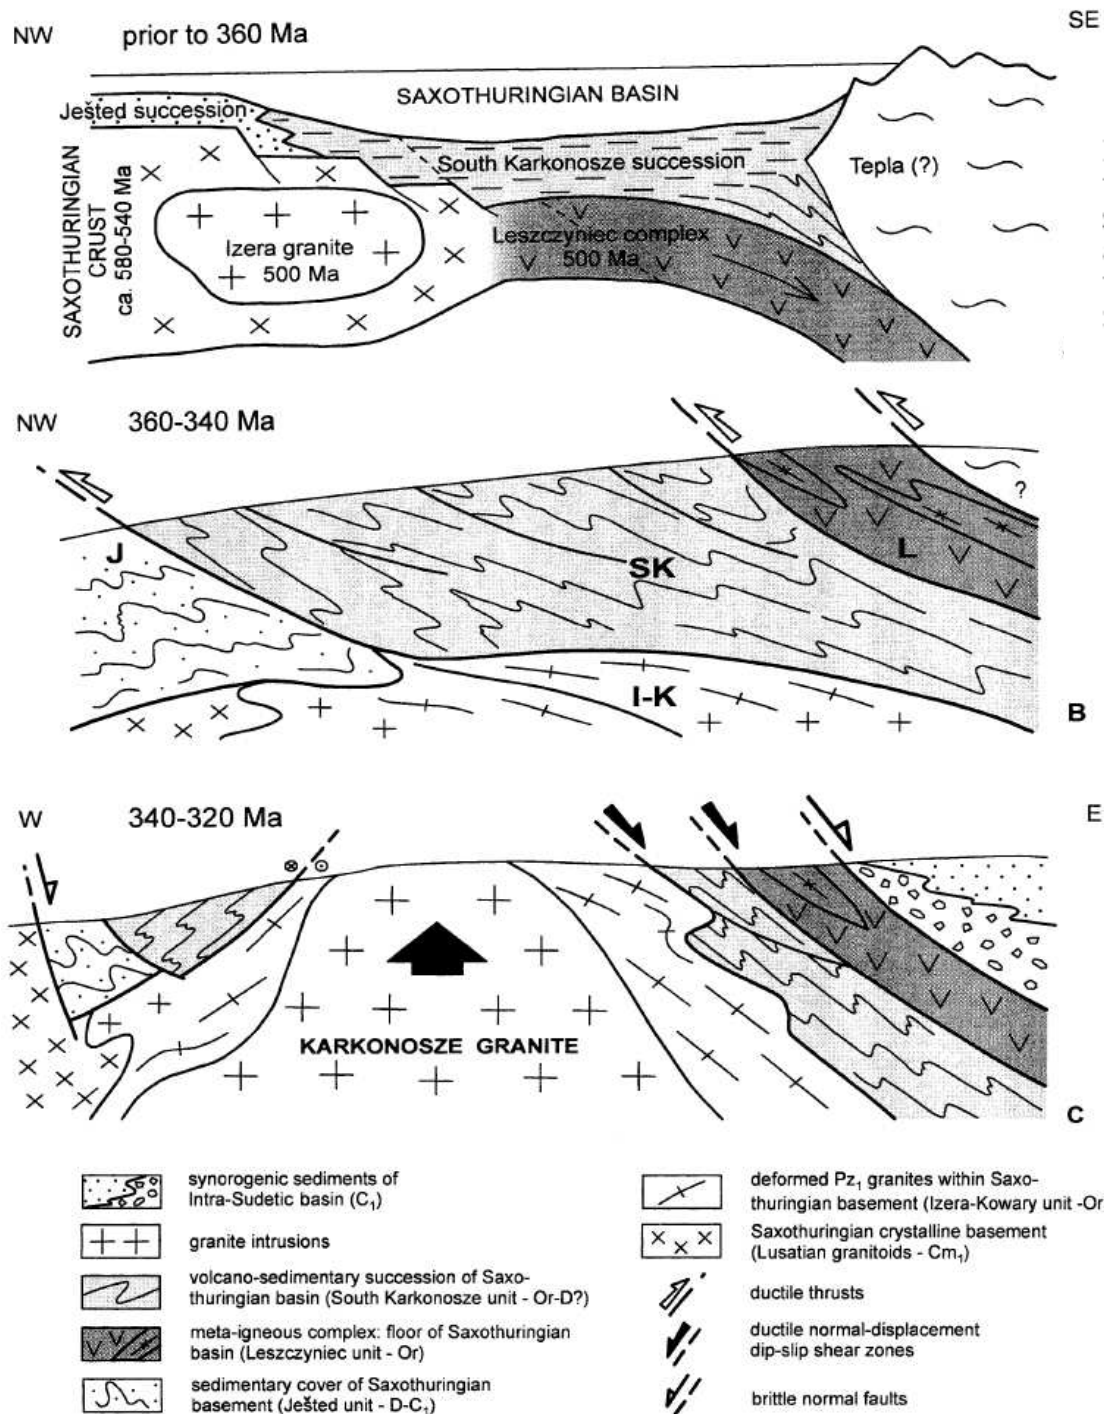 NW prior to 360 Ma SE
SAXOTHURINGIAN BASIN
Ješted succession
South Karkonosze succession
Tepla (?)
SAXOTHURINGIAN
CRUST
ca. 580-540 Ma
Izera granite
500 Ma
Leszczyniec complex
500 Ma
NW 360-340 Ma
?
J
SK
L
I-K
B
W 340-320 Ma E
KARKONOSZE GRANITE
C
synorogenic sediments of
Intra-Sudetic basin (C₁)
granite intrusions
volcano-sedimentary succession of Saxo-
thuringian basin (South Karkonosze unit - Or-D?)
meta-igneous complex: floor of Saxothuringian
basin (Leszczyniec unit - Or)
sedimentary cover of Saxothuringian
basement (Ješted unit - D-C₁)
deformed Pz₁ granites within Saxo-
thuringian basement (Izera-Kowary unit -Or
Saxothuringian crystalline basement
(Lusatian granitoids - Cm₁)
ductile thrusts
ductile normal-displacement
dip-slip shear zones
brittle normal faults